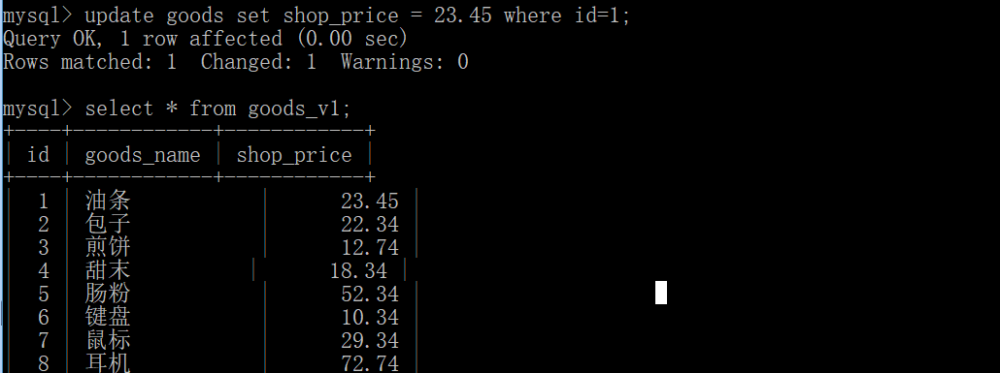 mysql> update goods set shop_price = 23.45 where id=1;
Query OK, 1 row affected (0.00 sec)
Rows matched: 1  Changed: 1  Warnings: 0

mysql> select * from goods_v1;
+----+------------+------------+
| id | goods_name | shop_price |
+----+------------+------------+
|  1 | 油条           |      23.45 |
|  2 | 包子           |      22.34 |
|  3 | 煎饼           |      12.74 |
|  4 | 甜末          |      18.34 |
|  5 | 肠粉           |      52.34 |
|  6 | 键盘           |      10.34 |
|  7 | 鼠标           |      29.34 |
|  8 | 耳机           |      72.74 |